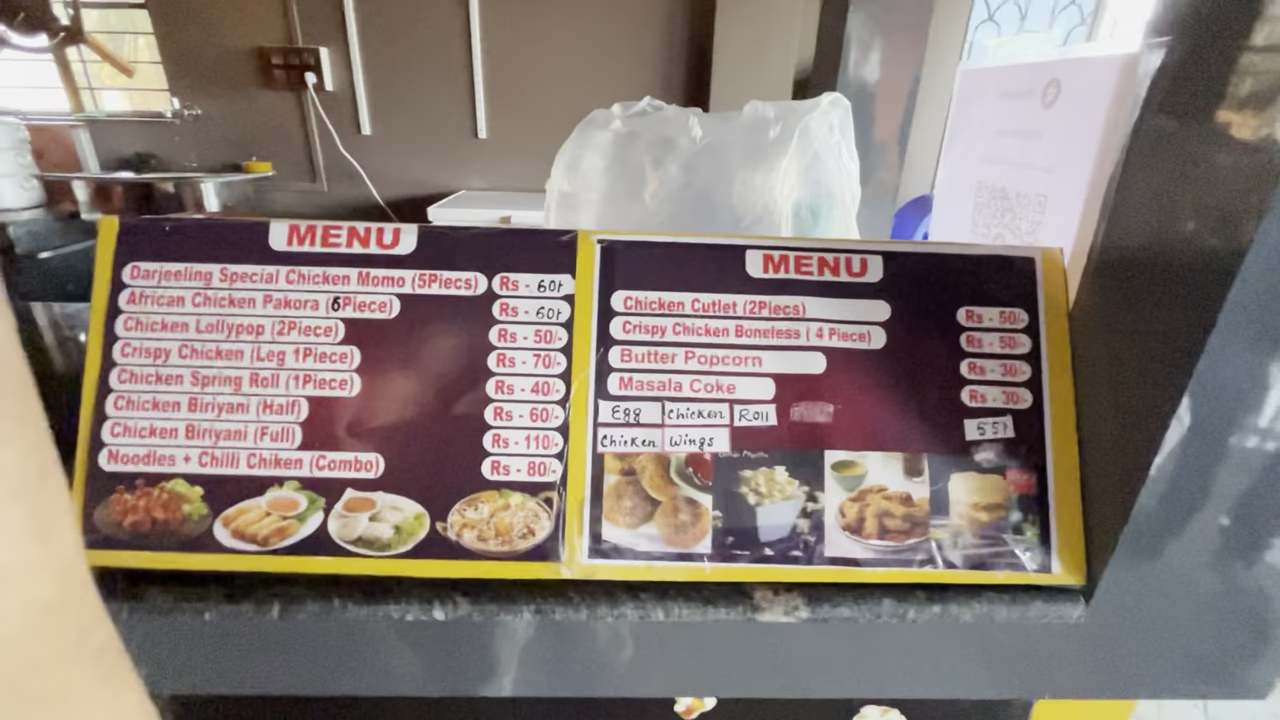 MENU
Darjeeling Special Chicken Momo (5Piecs) Rs - 60/-
African Chicken Pakora (6Piece) Rs - 60/-
Chicken Lollypop (2Piece) Rs - 50/-
Crispy Chicken (Leg 1Piece) Rs - 70/-
Chicken Spring Roll (1Piece) Rs - 40/-
Chicken Biriyani (Half) Rs - 60/-
Chicken Biriyani (Full) Rs - 110/-
Noodles + Chilli Chiken (Combo) Rs - 80/-
MENU
Chicken Cutlet (2Piecs) Rs - 50/-
Crispy Chicken Boneless ( 4 Piece) Rs - 50/-
Butter Popcorn Rs - 30/-
Masala Coke Rs - 30/-
Egg Chicken Roll 55/-
Chicken Wings